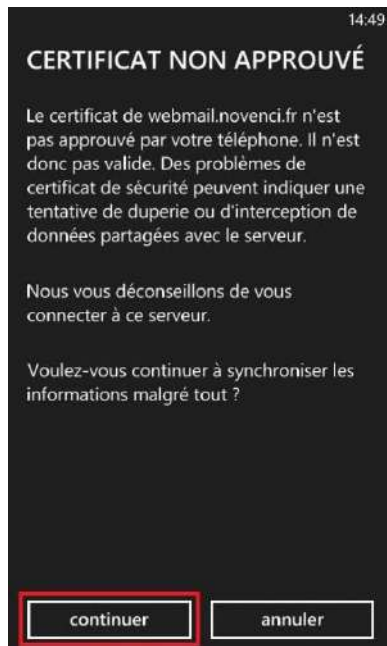 14:49
CERTIFICAT NON APPROUVÉ
Le certificat de webmail.novenci.fr n'est
pas approuvé par votre téléphone. Il n'est
donc pas valide. Des problèmes de
certificat de sécurité peuvent indiquer une
tentative de duperie ou d'interception de
données partagées avec le serveur.
Nous vous déconseillons de vous
connecter à ce serveur.
Voulez-vous continuer à synchroniser les
informations malgré tout ?
continuer
annuler